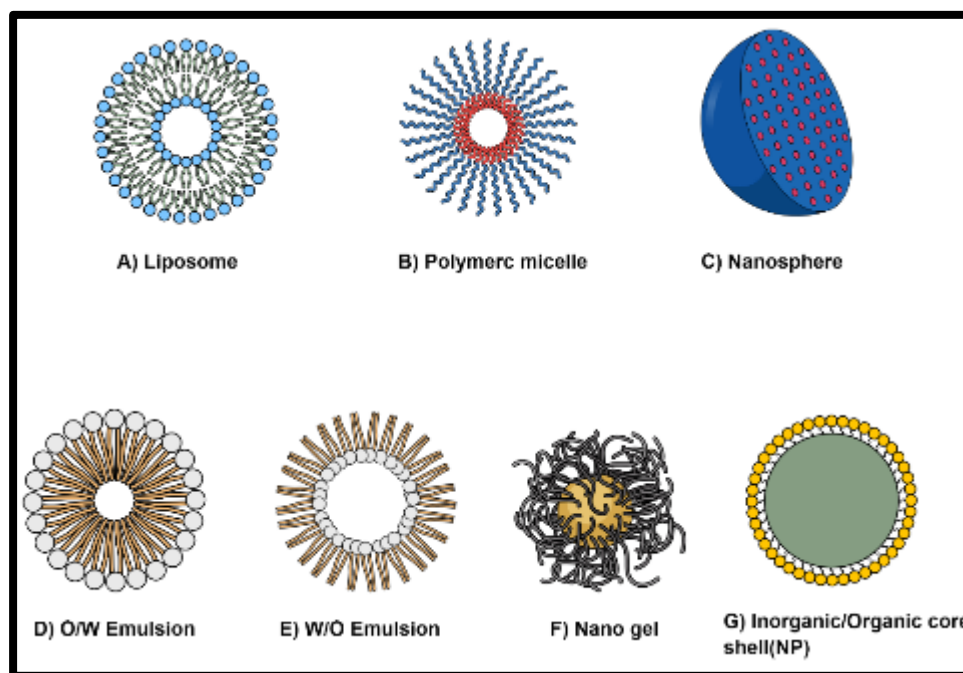 A) Liposome
B) Polymerc micelle
C) Nanosphere
D) O/W Emulsion
E) W/O Emulsion
F) Nano gel
G) Inorganic/Organic core
shell(NP)